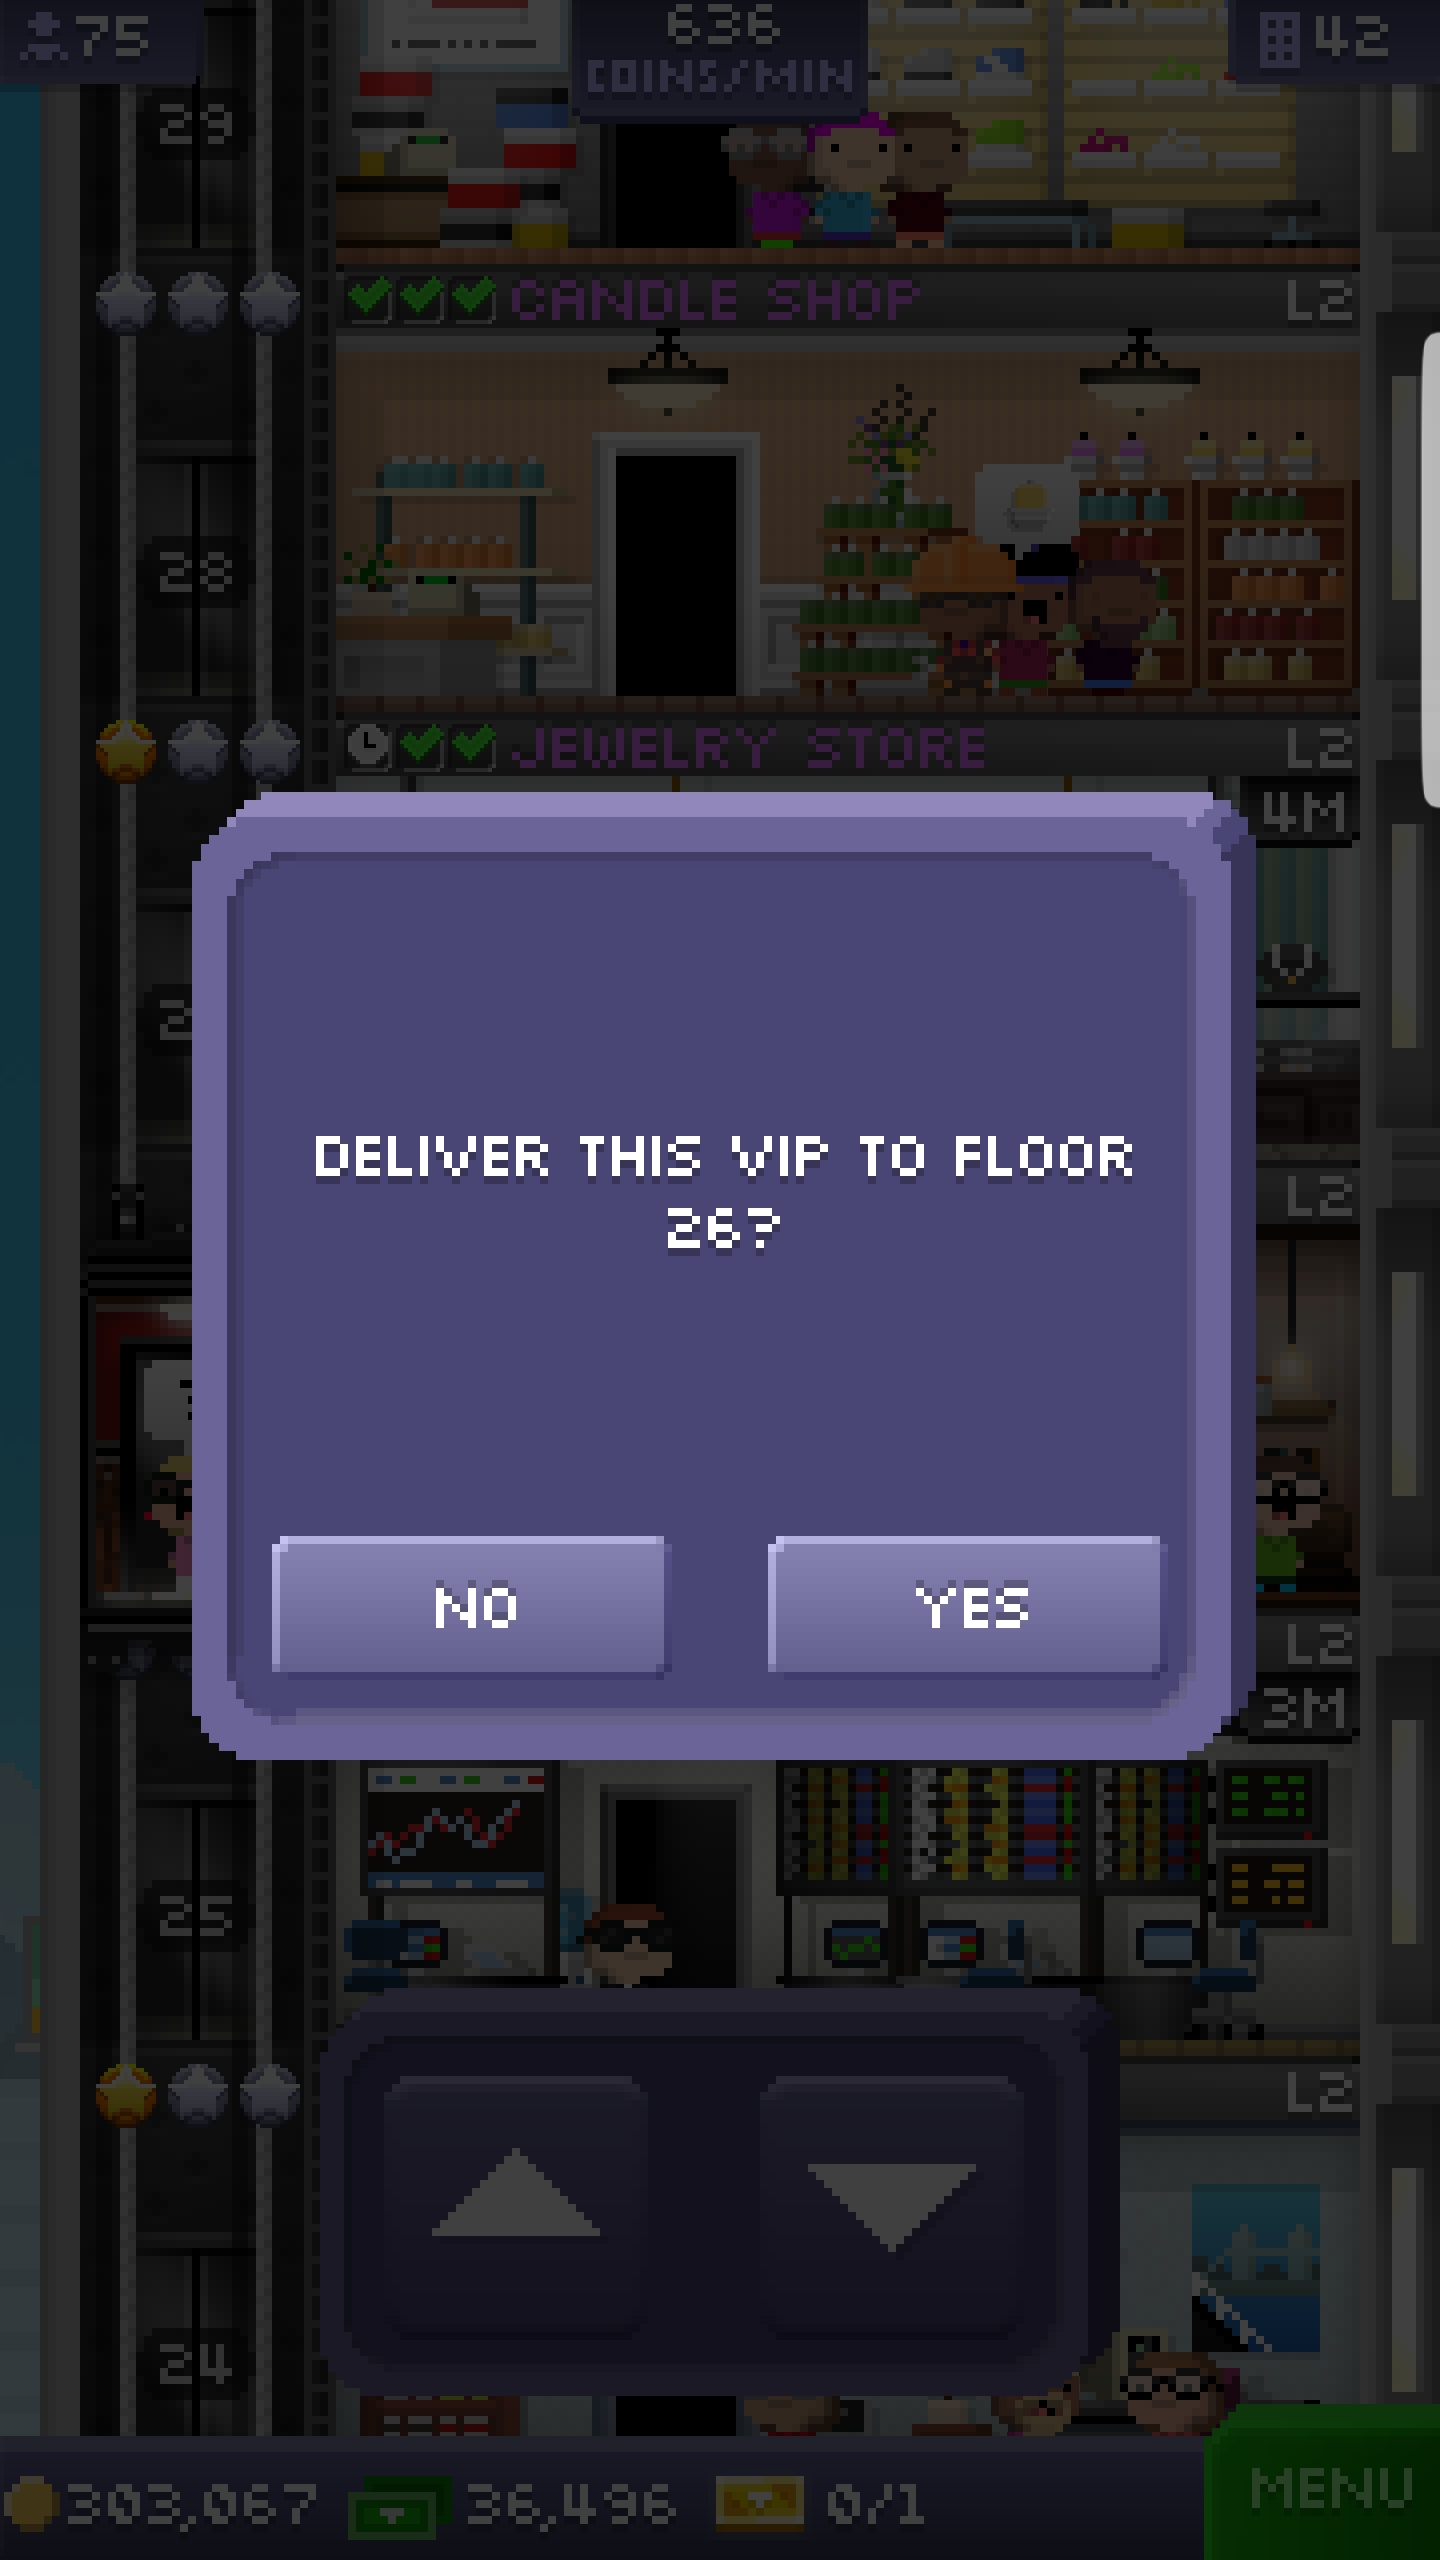 75
636
COINS/MIN
42
29
CANDLE SHOP
L2
28
JEWELRY STORE
L2
4M
DELIVER THIS VIP TO FLOOR
26?
L2
NO
YES
L2
3M
25
L2
24
303,067
36,496
0/1
MENU